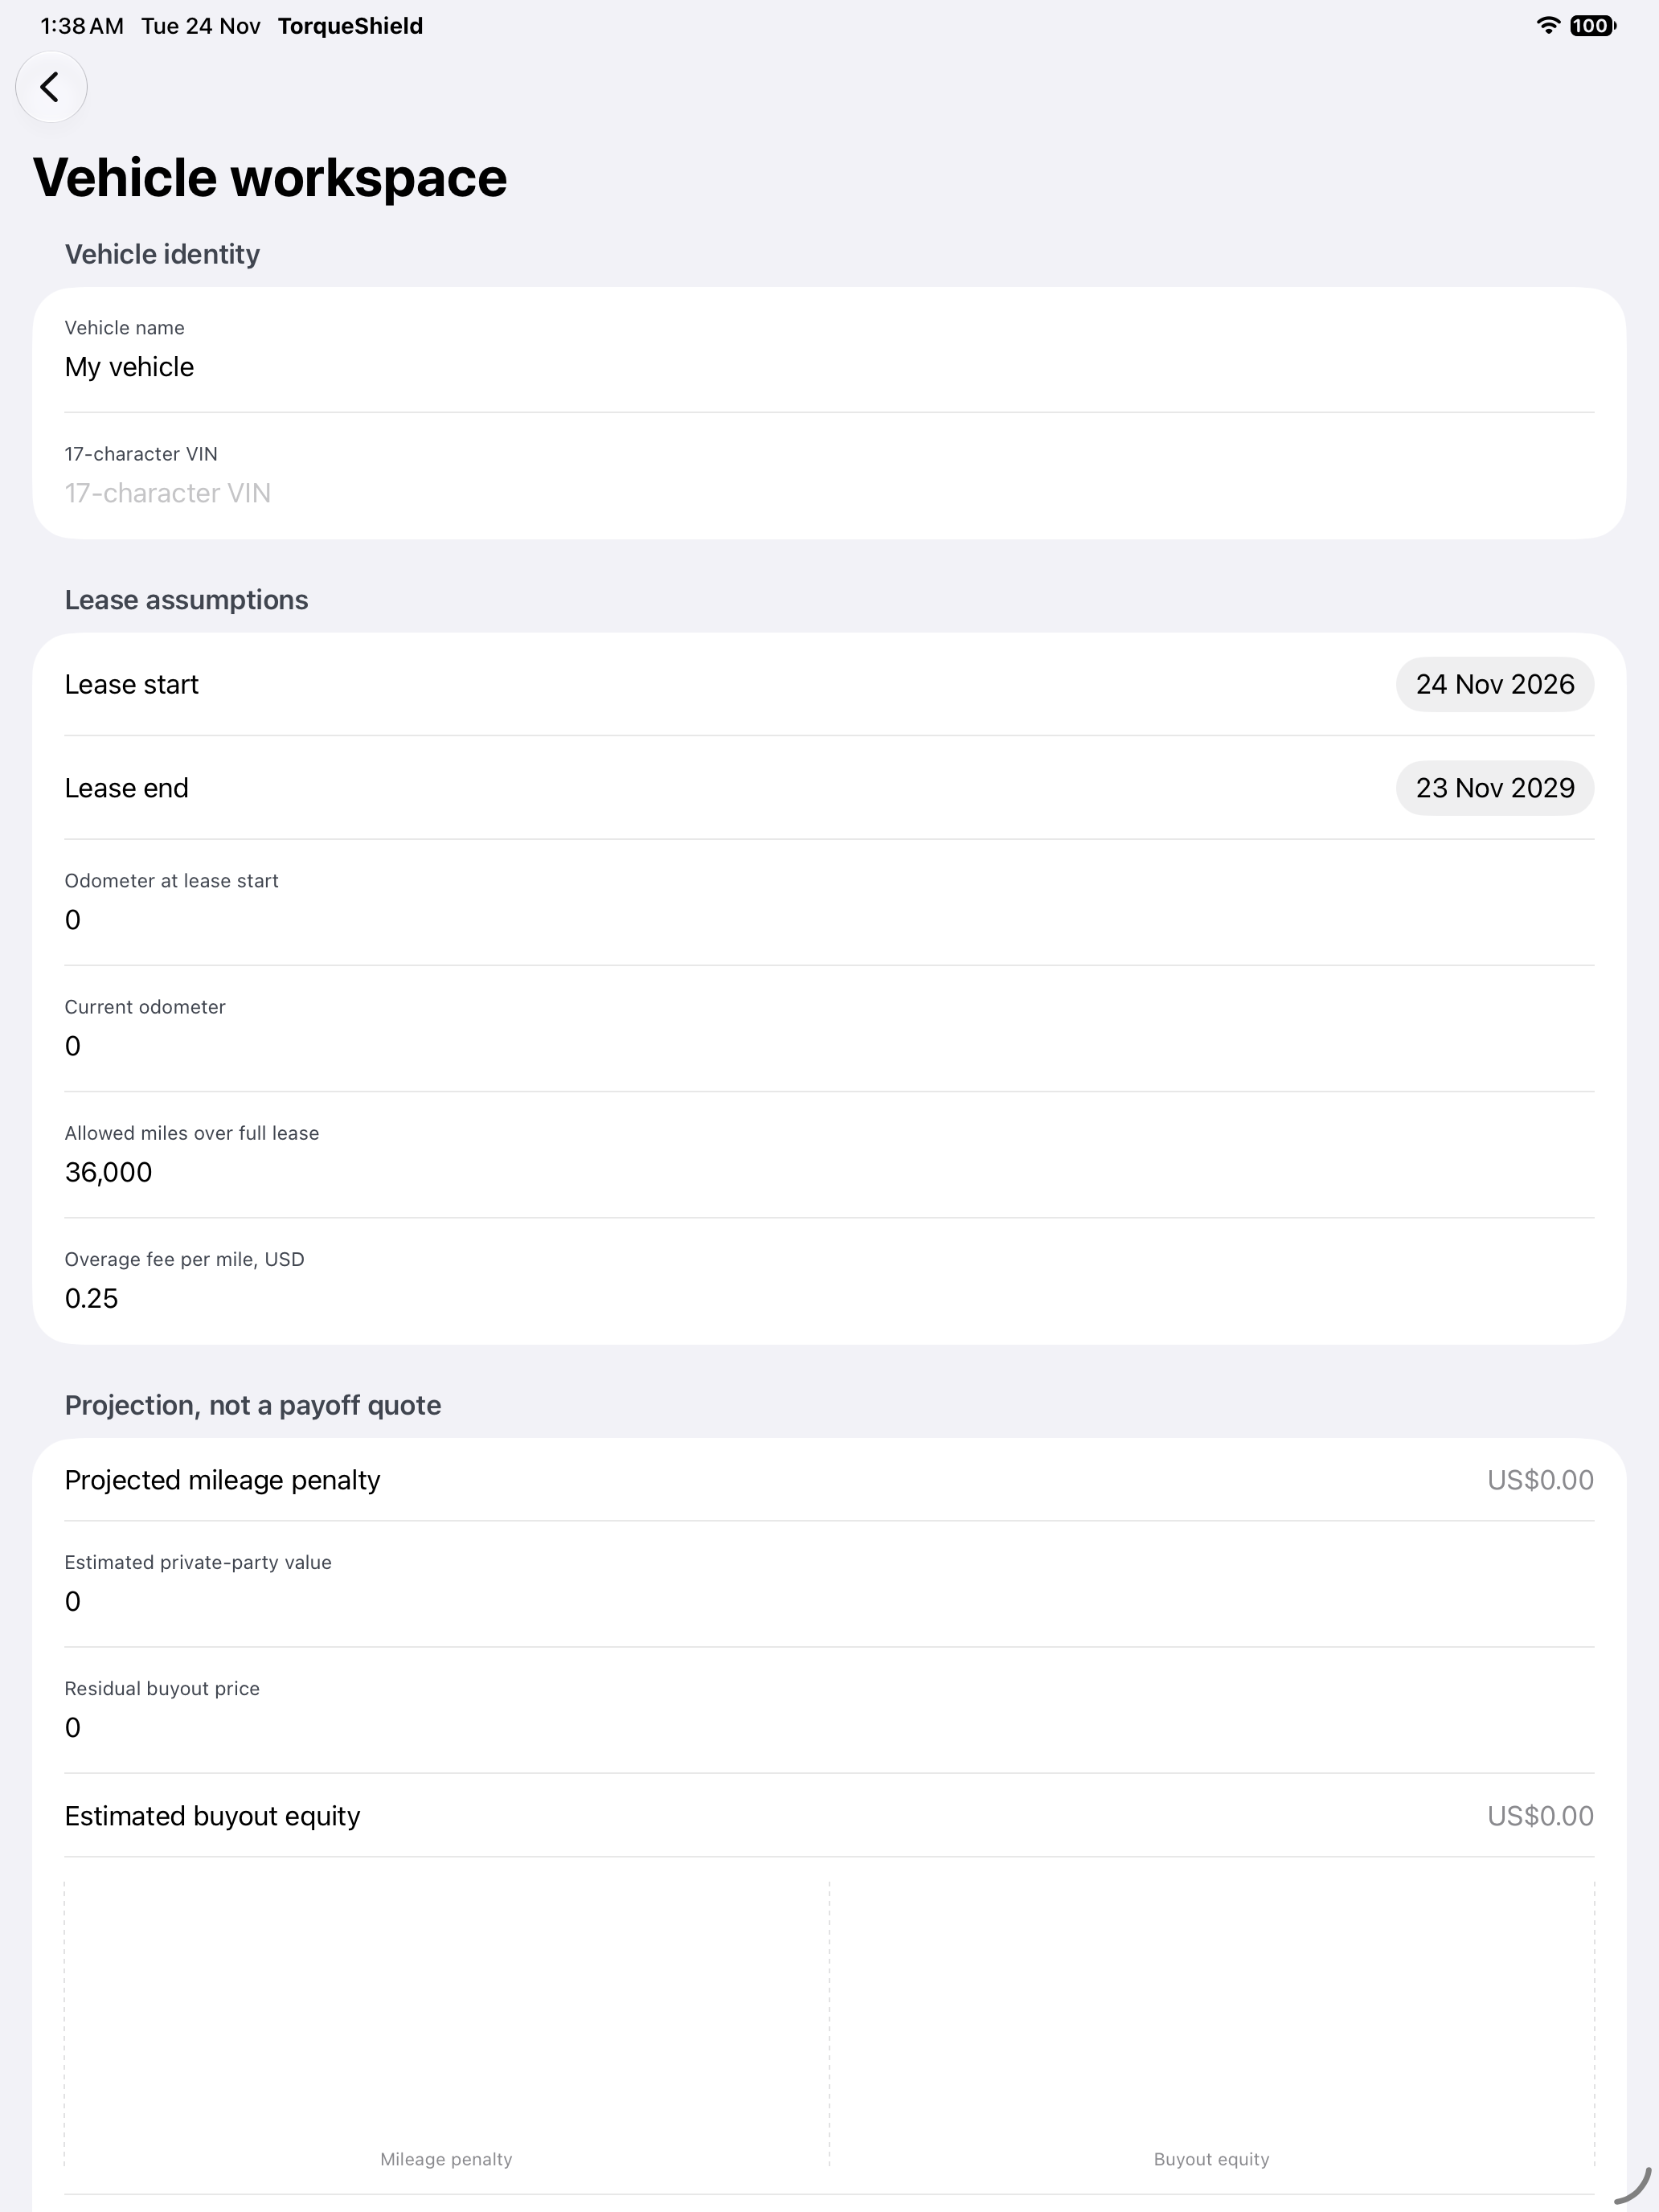 1:38 AM Tue 24 Nov TorqueShield 100
Vehicle workspace
Vehicle identity
Vehicle name
My vehicle
17-character VIN
17-character VIN
Lease assumptions
Lease start 24 Nov 2026
Lease end 23 Nov 2029
Odometer at lease start
0
Current odometer
0
Allowed miles over full lease
36,000
Overage fee per mile, USD
0.25
Projection, not a payoff quote
Projected mileage penalty US$0.00
Estimated private-party value
0
Residual buyout price
0
Estimated buyout equity US$0.00
Mileage penalty Buyout equity